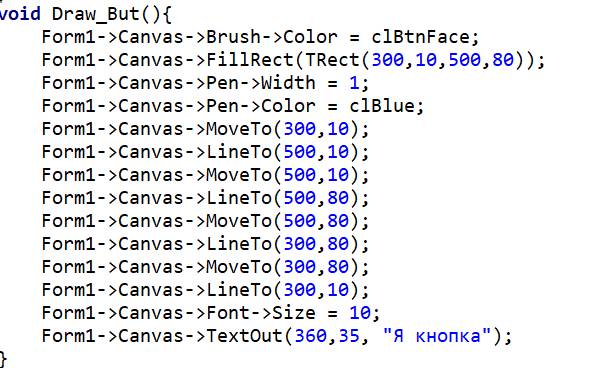 void Draw_But(){
Form1->Canvas->Brush->Color = clBtnFace;
Form1->Canvas->FillRect(TRect(300,10,500,80));
Form1->Canvas->Pen->Width = 1;
Form1->Canvas->Pen->Color = clBlue;
Form1->Canvas->MoveTo(300,10);
Form1->Canvas->LineTo(500,10);
Form1->Canvas->MoveTo(500,10);
Form1->Canvas->LineTo(500,80);
Form1->Canvas->MoveTo(500,80);
Form1->Canvas->LineTo(300,80);
Form1->Canvas->MoveTo(300,80);
Form1->Canvas->LineTo(300,10);
Form1->Canvas->Font->Size = 10;
Form1->Canvas->TextOut(360,35, "Я кнопка");
}